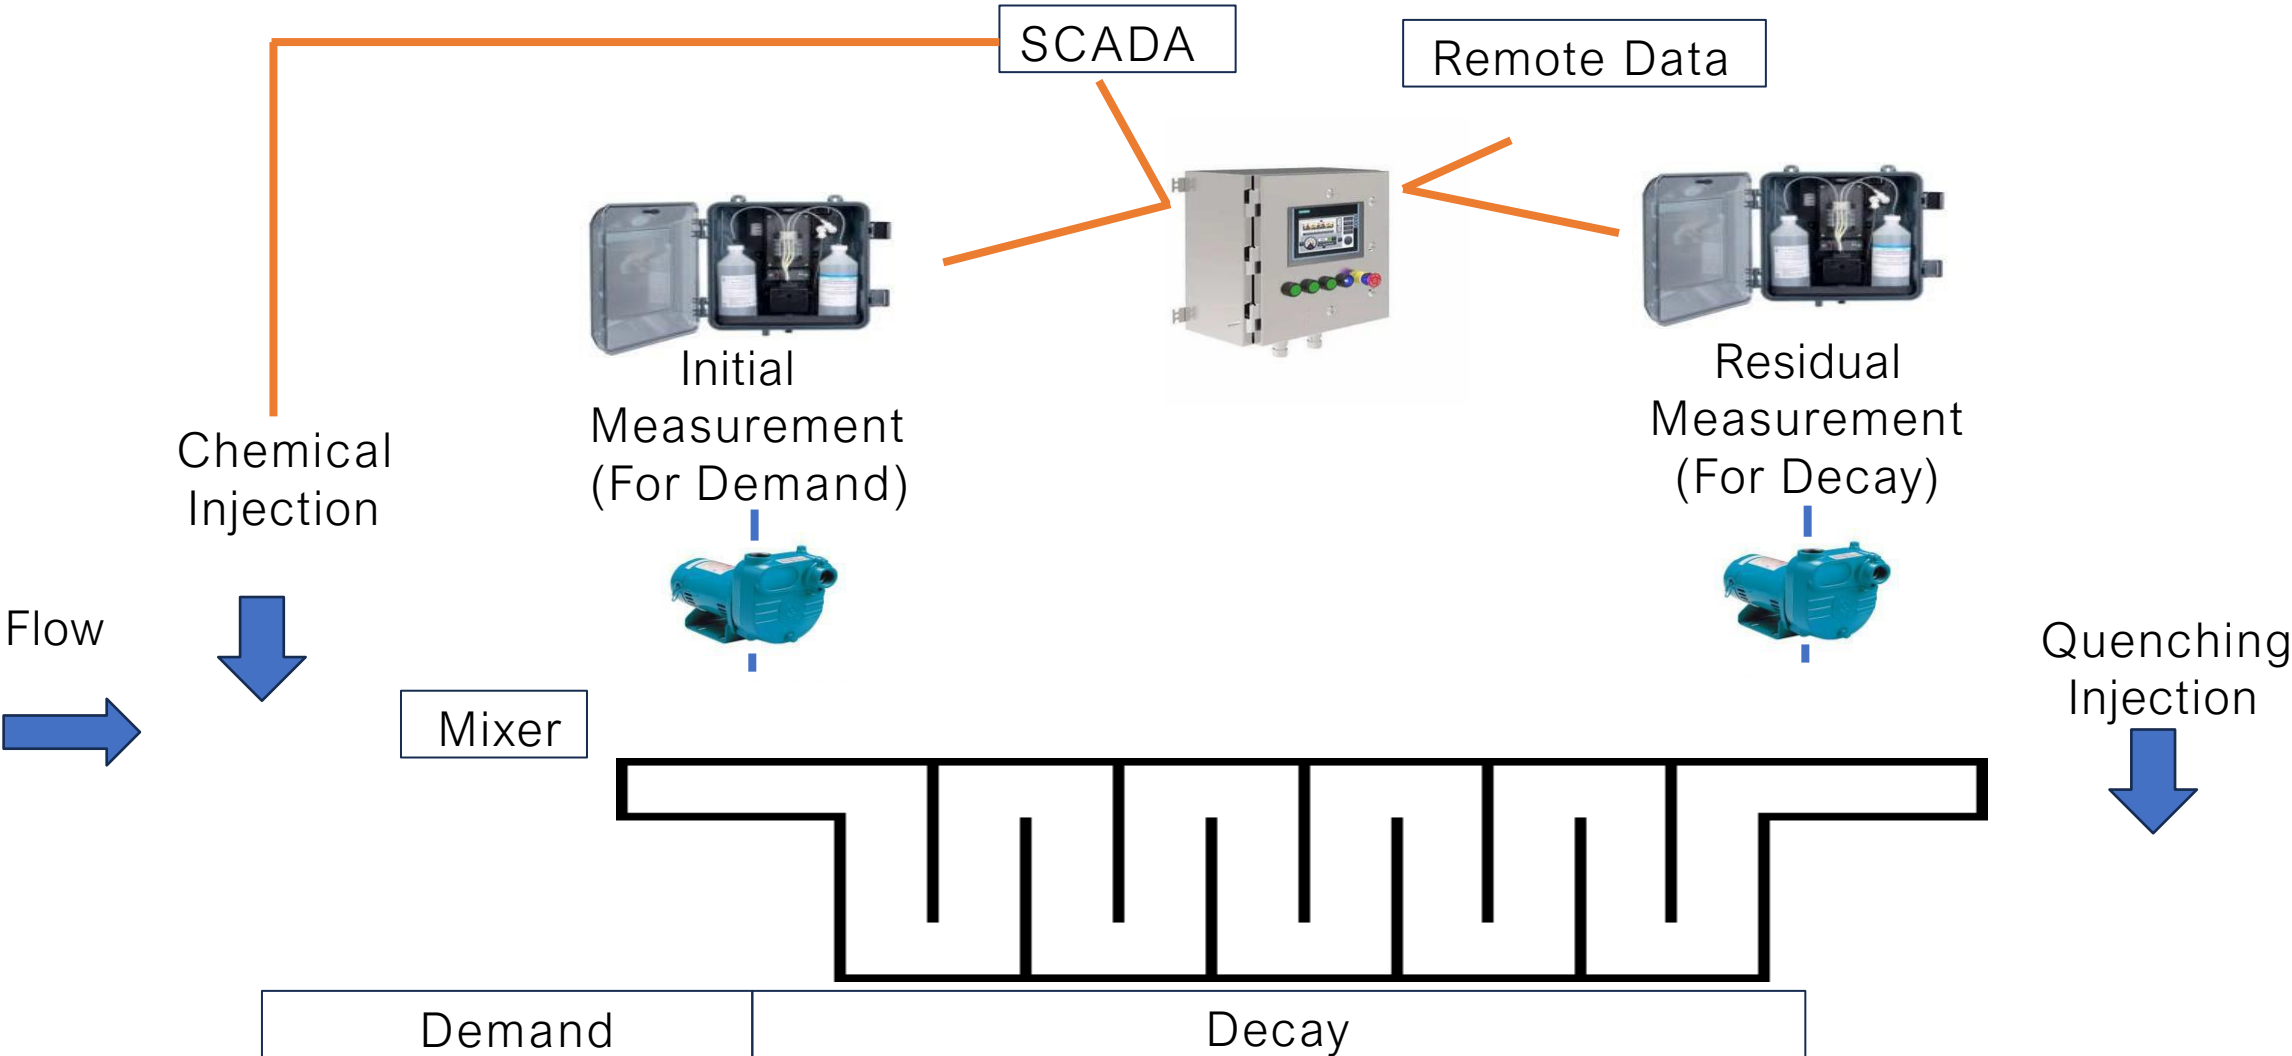 SCADA
Remote Data
Initial
Measurement
(For Demand)
Residual
Measurement
(For Decay)
Chemical
Injection
Flow
Quenching
Injection
Mixer
Demand
Decay